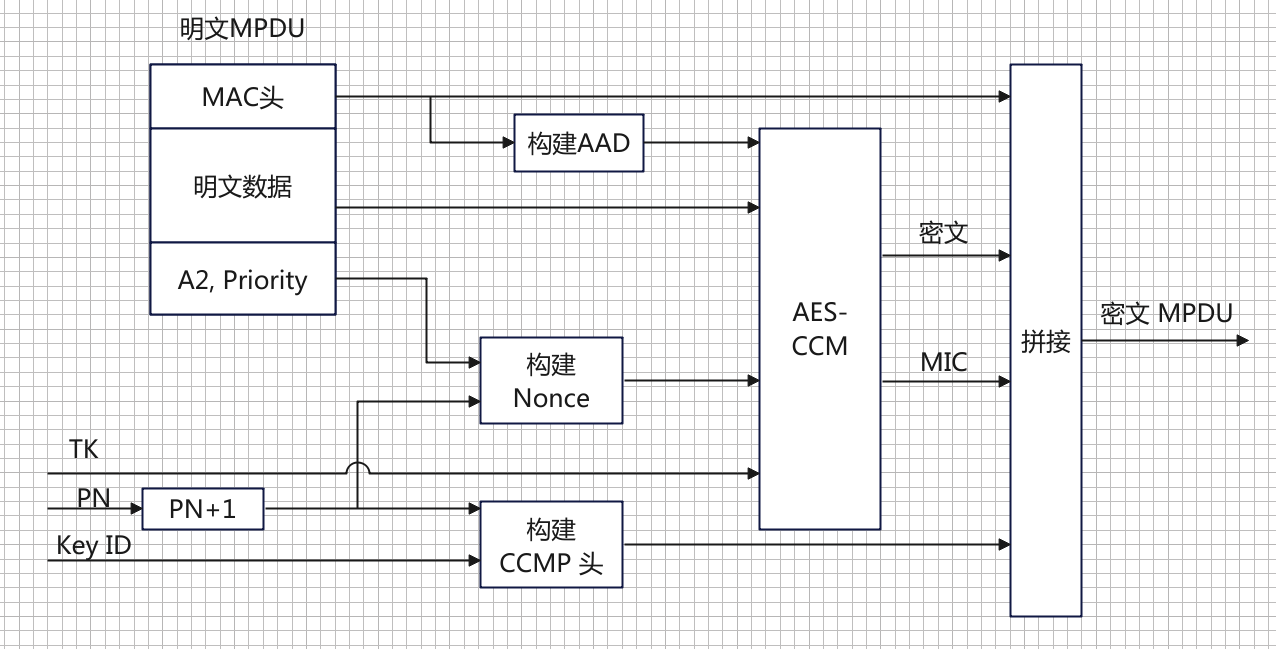 明文MPDU
MAC头
构建AAD
明文数据
密文
A2, Priority
AES-
CCM
密文 MPDU
拼接
构建
Nonce
MIC
TK
PN
PN+1
构建
CCMP 头
Key ID